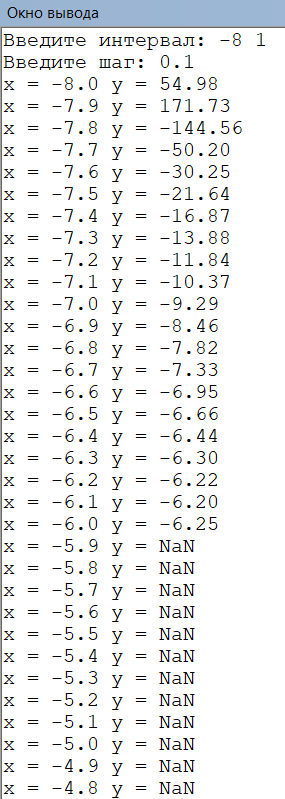 Окно вывода
Введите интервал: -8 1
Введите шаг: 0.1
x = -8.0 y = 54.98
x = -7.9 y = 171.73
x = -7.8 y = -144.56
x = -7.7 y = -50.20
x = -7.6 y = -30.25
x = -7.5 y = -21.64
x = -7.4 y = -16.87
x = -7.3 y = -13.88
x = -7.2 y = -11.84
x = -7.1 y = -10.37
x = -7.0 y = -9.29
x = -6.9 y = -8.46
x = -6.8 y = -7.82
x = -6.7 y = -7.33
x = -6.6 y = -6.95
x = -6.5 y = -6.66
x = -6.4 y = -6.44
x = -6.3 y = -6.30
x = -6.2 y = -6.22
x = -6.1 y = -6.20
x = -6.0 y = -6.25
x = -5.9 y = NaN
x = -5.8 y = NaN
x = -5.7 y = NaN
x = -5.6 y = NaN
x = -5.5 y = NaN
x = -5.4 y = NaN
x = -5.3 y = NaN
x = -5.2 y = NaN
x = -5.1 y = NaN
x = -5.0 y = NaN
x = -4.9 y = NaN
x = -4.8 y = NaN